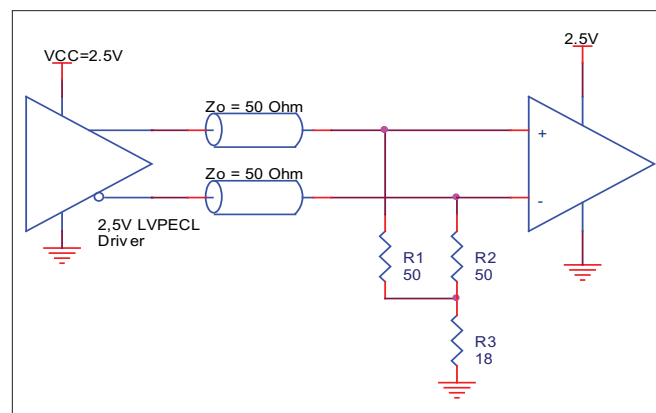 VCC=2.5V
2.5V
Zo = 50 Ohm
Zo = 50 Ohm
+
-
2,5V LVPECL
Driver
R1
50
R2
50
R3
18